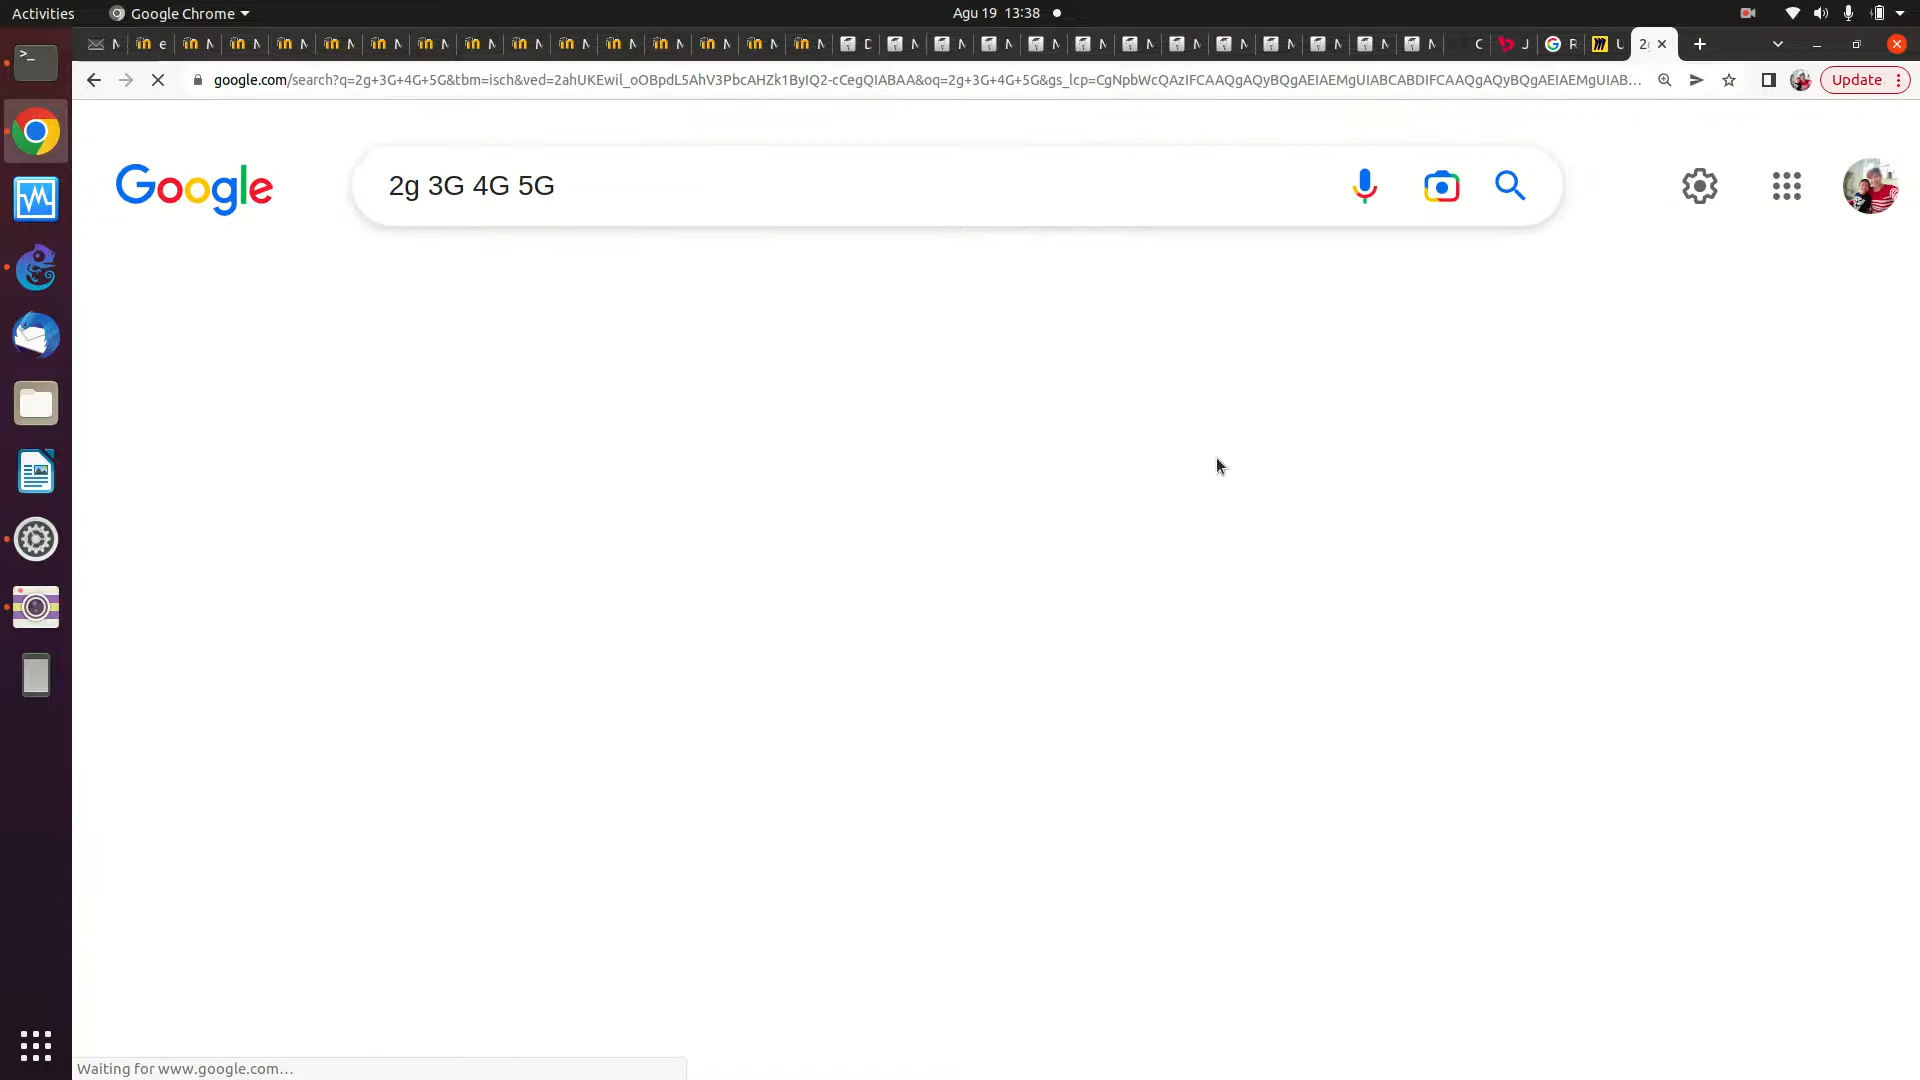 Activities
Google Chrome
Agu 19 13:38
google.com/search?q=2g+3G+4G+5G&tbm=isch&ved=2ahUKEwil_oOBpdL5AhV3PbcAHZk1ByIQ2-cCegQIABAA&oq=2g+3G+4G+5G&gs_lcp=CgNpbWcQAzIFCAAQgAQyBQgAEIAEMgUIABCABDIFCAAQgAQyBQgAEIAEMgUIAB...
Update
Google
2g 3G 4G 5G
Waiting for www.google.com...